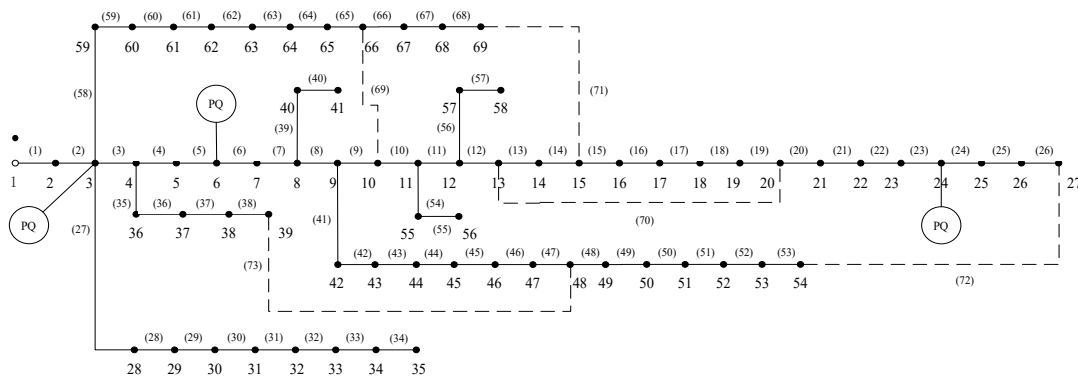 (59) (60) (61) (62) (63) (64) (65) (66) (67) (68)
59 60 61 62 63 64 65 66 67 68 69
(40) (57)
(58) PQ 40 41 (69) 57 58 (71)
(39) (56)
(1) (2) (3) (4) (5) (6) (7) (8) (9) (10) (11) (12) (13) (14) (15) (16) (17) (18) (19) (20) (21) (22) (23) (24) (25) (26)
1 2 3 4 5 6 7 8 9 10 11 12 13 14 15 16 17 18 19 20 21 22 23 24 25 26 27
(35) (36) (37) (38) (54)
PQ (27) 36 37 38 39 (41) 55 (55) 56 (70) PQ
(73) (42) (43) (44) (45) (46) (47) (48) (49) (50) (51) (52) (53)
42 43 44 45 46 47 48 49 50 51 52 53 54 (72)
(28) (29) (30) (31) (32) (33) (34)
28 29 30 31 32 33 34 35